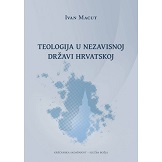 IVAN MACUT
TEOLOGIJA U NEZAVISNOJ
DRŽAVI HRVATSKOJ